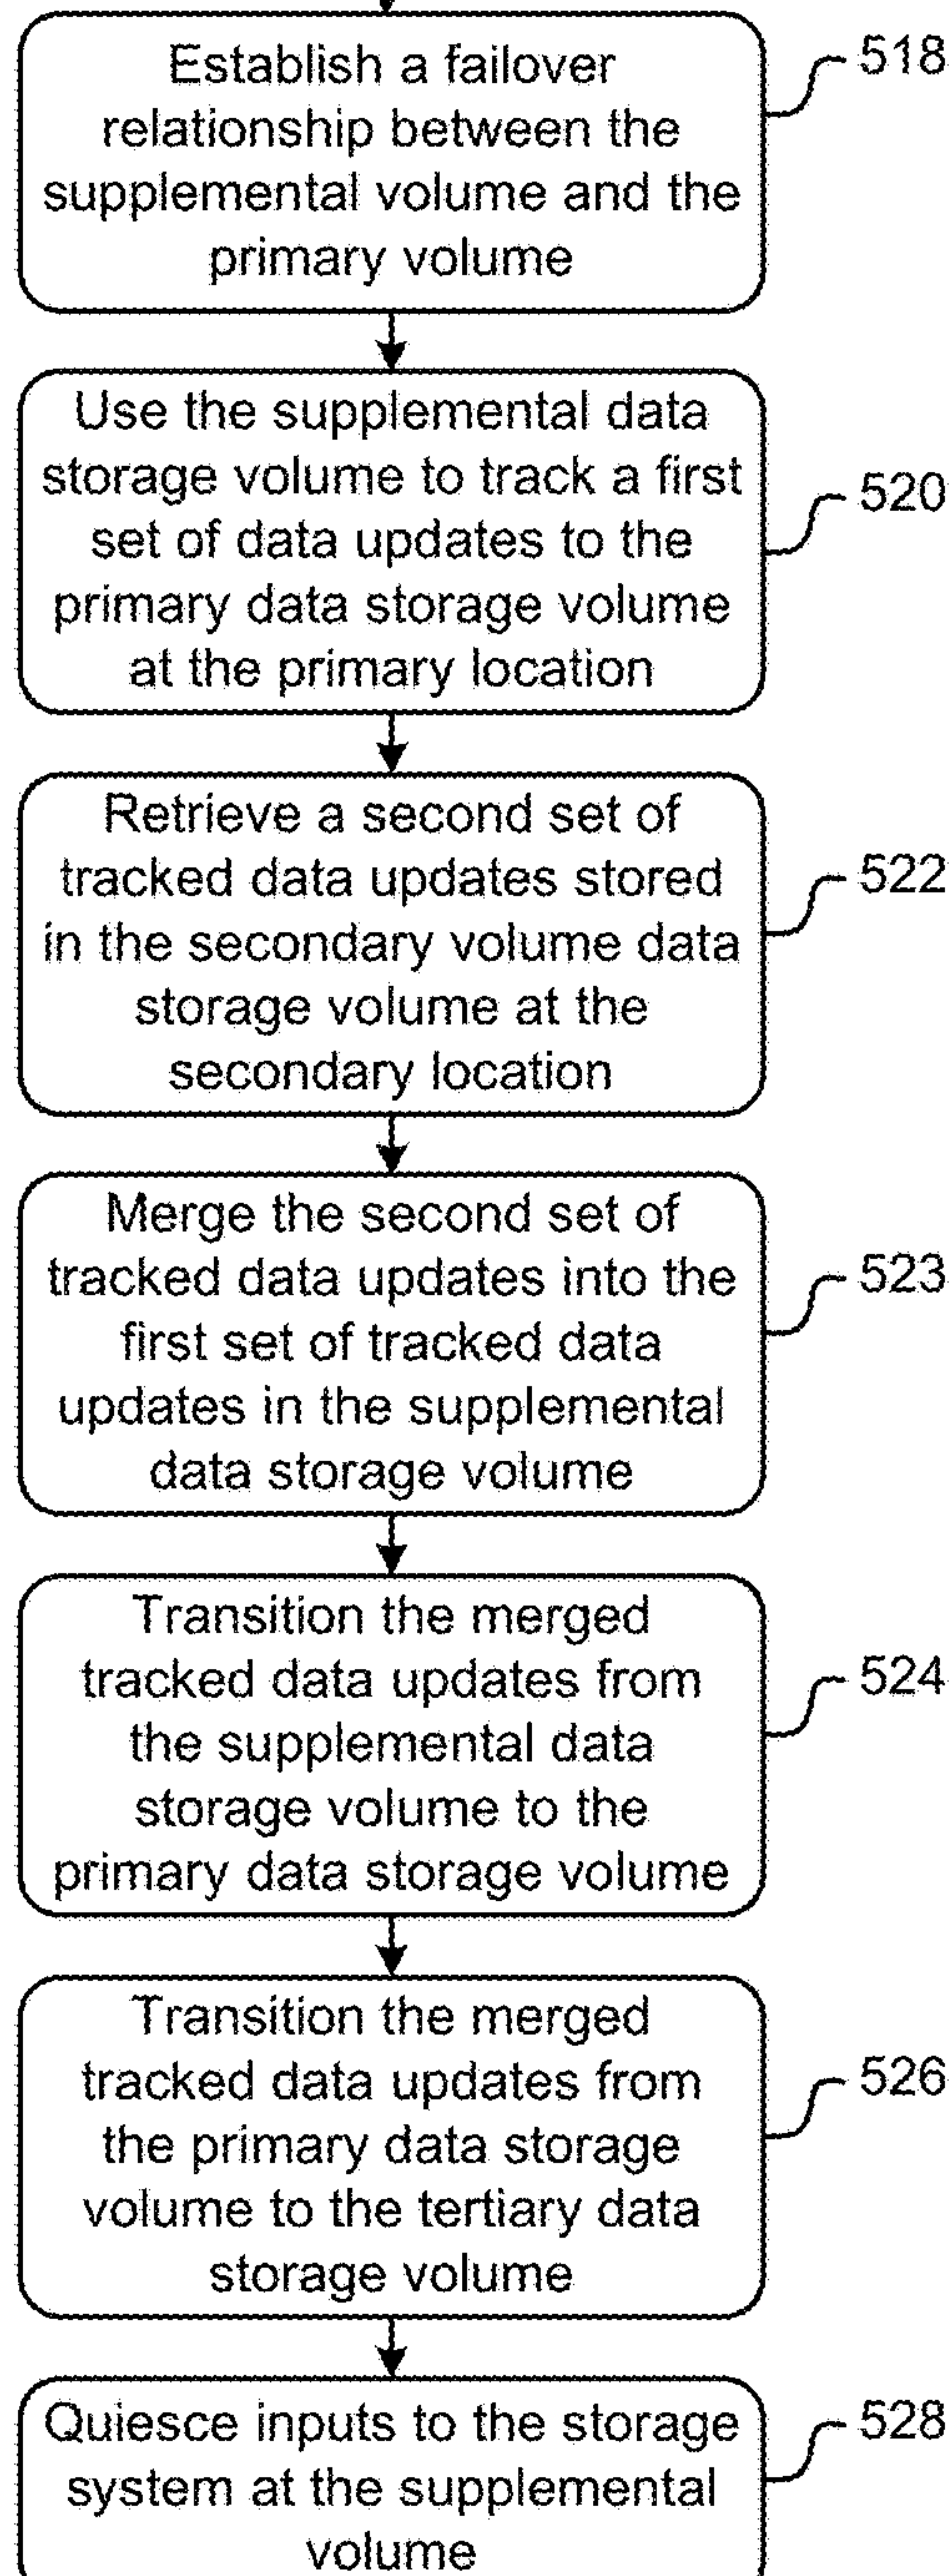 Establish a failover
relationship between the
supplemental volume and the
primary volume
518
Use the supplemental data
storage volume to track a first
set of data updates to the
primary data storage volume
at the primary location
520
Retrieve a second set of
tracked data updates stored
in the secondary volume data
storage volume at the
secondary location
522
Merge the second set of
tracked data updates into the
first set of tracked data
updates in the supplemental
data storage volume
523
Transition the merged
tracked data updates from
the supplemental data
storage volume to the
primary data storage volume
524
Transition the merged
tracked data updates from
the primary data storage
volume to the tertiary data
storage volume
526
Quiesce inputs to the storage
system at the supplemental
volume
528